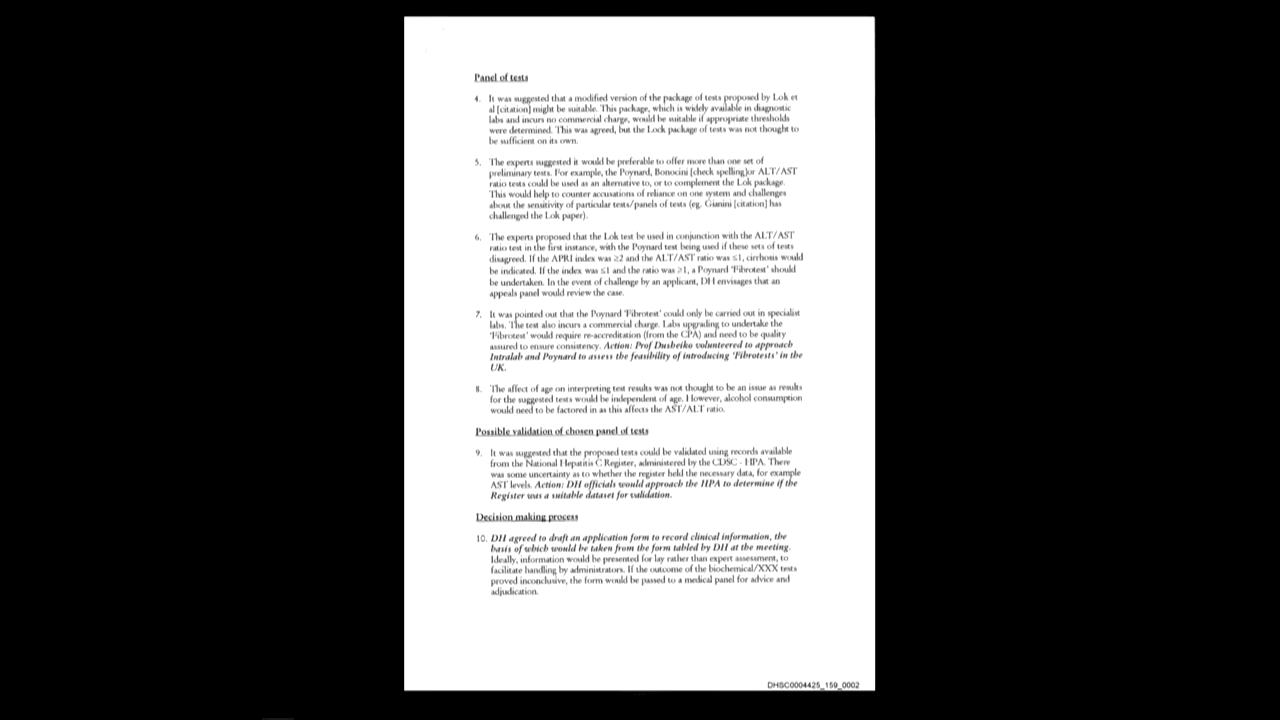 Panel of tests
4. It was suggested that a modified version of the package of tests proposed by Lok et
al [citation] might be suitable. This package, which is widely available in diagnostic
labs and incurs no commercial charge, would be suitable if appropriate thresholds
were determined. This was agreed, but the Lock package of tests was not thought to
be sufficient on its own.
5. The experts suggested it would be preferable to offer more than one set of
preliminary tests. For example, the Poynard, Bonocini [check spelling]or ALT/AST
ratio tests could be used as an alternative to, or to complement the Lok package.
This would help to counter accusations of reliance on one system and challenges
about the sensitivity of particular tests/panels of tests (eg. Gianini [citation] has
challenged the Lok paper).
6. The experts proposed that the Lok test be used in conjunction with the ALT/AST
ratio test in the first instance, with the Poynard test being used if these sets of tests
disagreed. If the APRI index was ≥2 and the ALT/AST ratio was ≤1, cirrhosis would
be indicated. If the index was ≤1 and the ratio was ≥1, a Poynard 'Fibrotest' should
be undertaken. In the event of challenge by an applicant, DH envisages that an
appeals panel would review the case.
7. It was pointed out that the Poynard 'Fibrotest' could only be carried out in specialist
labs. The test also incurs a commercial charge. Labs upgrading to undertake the
'Fibrotest' would require re-accreditation (from the CPA) and need to be quality
assured to ensure consistency. Action: Prof Dusheiko volunteered to approach
Intralab and Poynard to assess the feasibility of introducing 'Fibrotests' in the
UK.
8. The affect of age on interpreting test results was not thought to be an issue as results
for the suggested tests would be independent of age. However, alcohol consumption
would need to be factored in as this affects the AST/ALT ratio.
Possible validation of chosen panel of tests
9. It was suggested that the proposed tests could be validated using records available
from the National Hepatitis C Register, administered by the CDSC - HPA. There
was some uncertainty as to whether the register held the necessary data, for example
AST levels. Action: DH officials would approach the HPA to determine if the
Register was a suitable dataset for validation.
Decision making process
10. DH agreed to draft an application form to record clinical information, the
basis of which would be taken from the form tabled by DH at the meeting.
Ideally, information would be presented for lay rather than expert assessment, to
facilitate handling by administrators. If the outcome of the biochemical/XXX tests
proved inconclusive, the form would be passed to a medical panel for advice and
adjudication.
DHSC0004425_159_0002